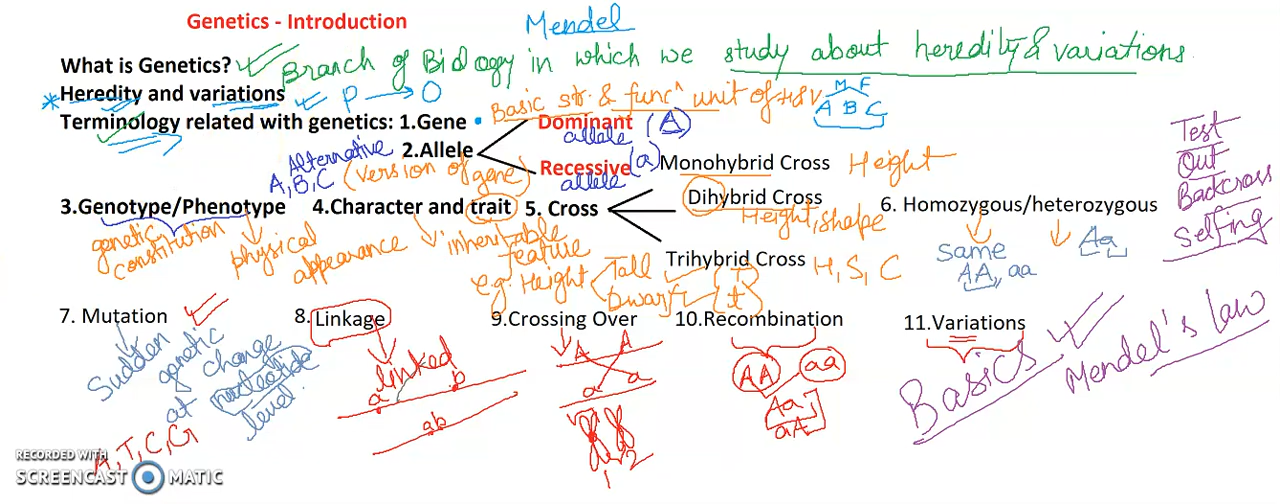 Genetics - Introduction
Mendel
What is Genetics? Branch of Biology in which we study about heredity & variations.
* Heredity and variations P → O Basic str. & funcⁿ unit of H&V
M F
A B C
Terminology related with genetics: 1.Gene
Dominant allele (A)
2.Allele
Recessive allele (a)
Alternative (version of gene)
A, B, C
Monohybrid Cross Height
Dihybrid Cross Height, shape
Trihybrid Cross H, S, C
Test
Out
Backcross
Selfing
3.Genotype/Phenotype 4.Character and trait 5. Cross
6. Homozygous/heterozygous
genetic constitution
physical appearance
inheritable feature
e.g. Height
Tall T
Dwarf t
Same
AA, aa
Aa
7. Mutation 8. Linkage 9.Crossing Over 10.Recombination 11.Variations
Sudden genetic change at nucleotide level.
A, T, C, G
linked
a b
ab
A A
a a
1 2
AA aa
Aa
aA
Basics
Mendel's law
RECORDED WITH
SCREENCAST MATIC